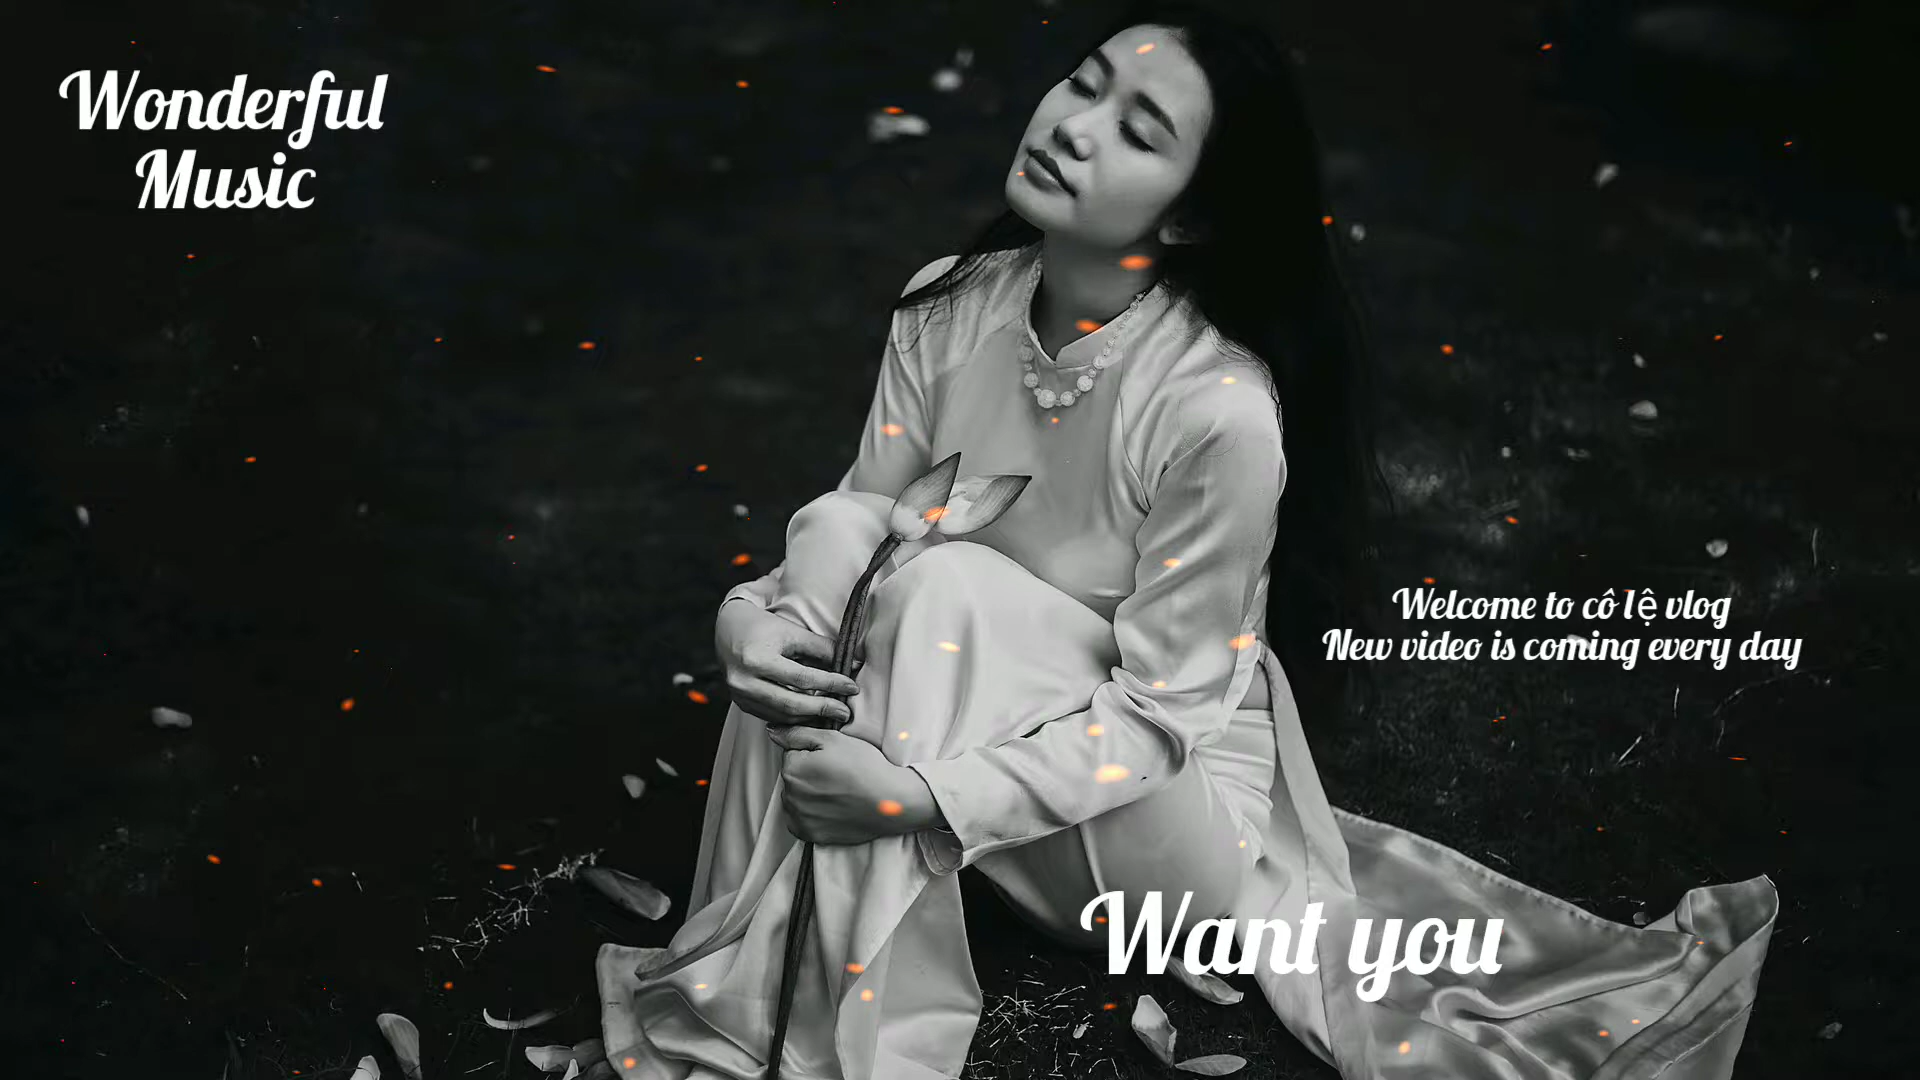 Wonderful
Music
Welcome to cô lệ vlog
New video is coming every day
Want you